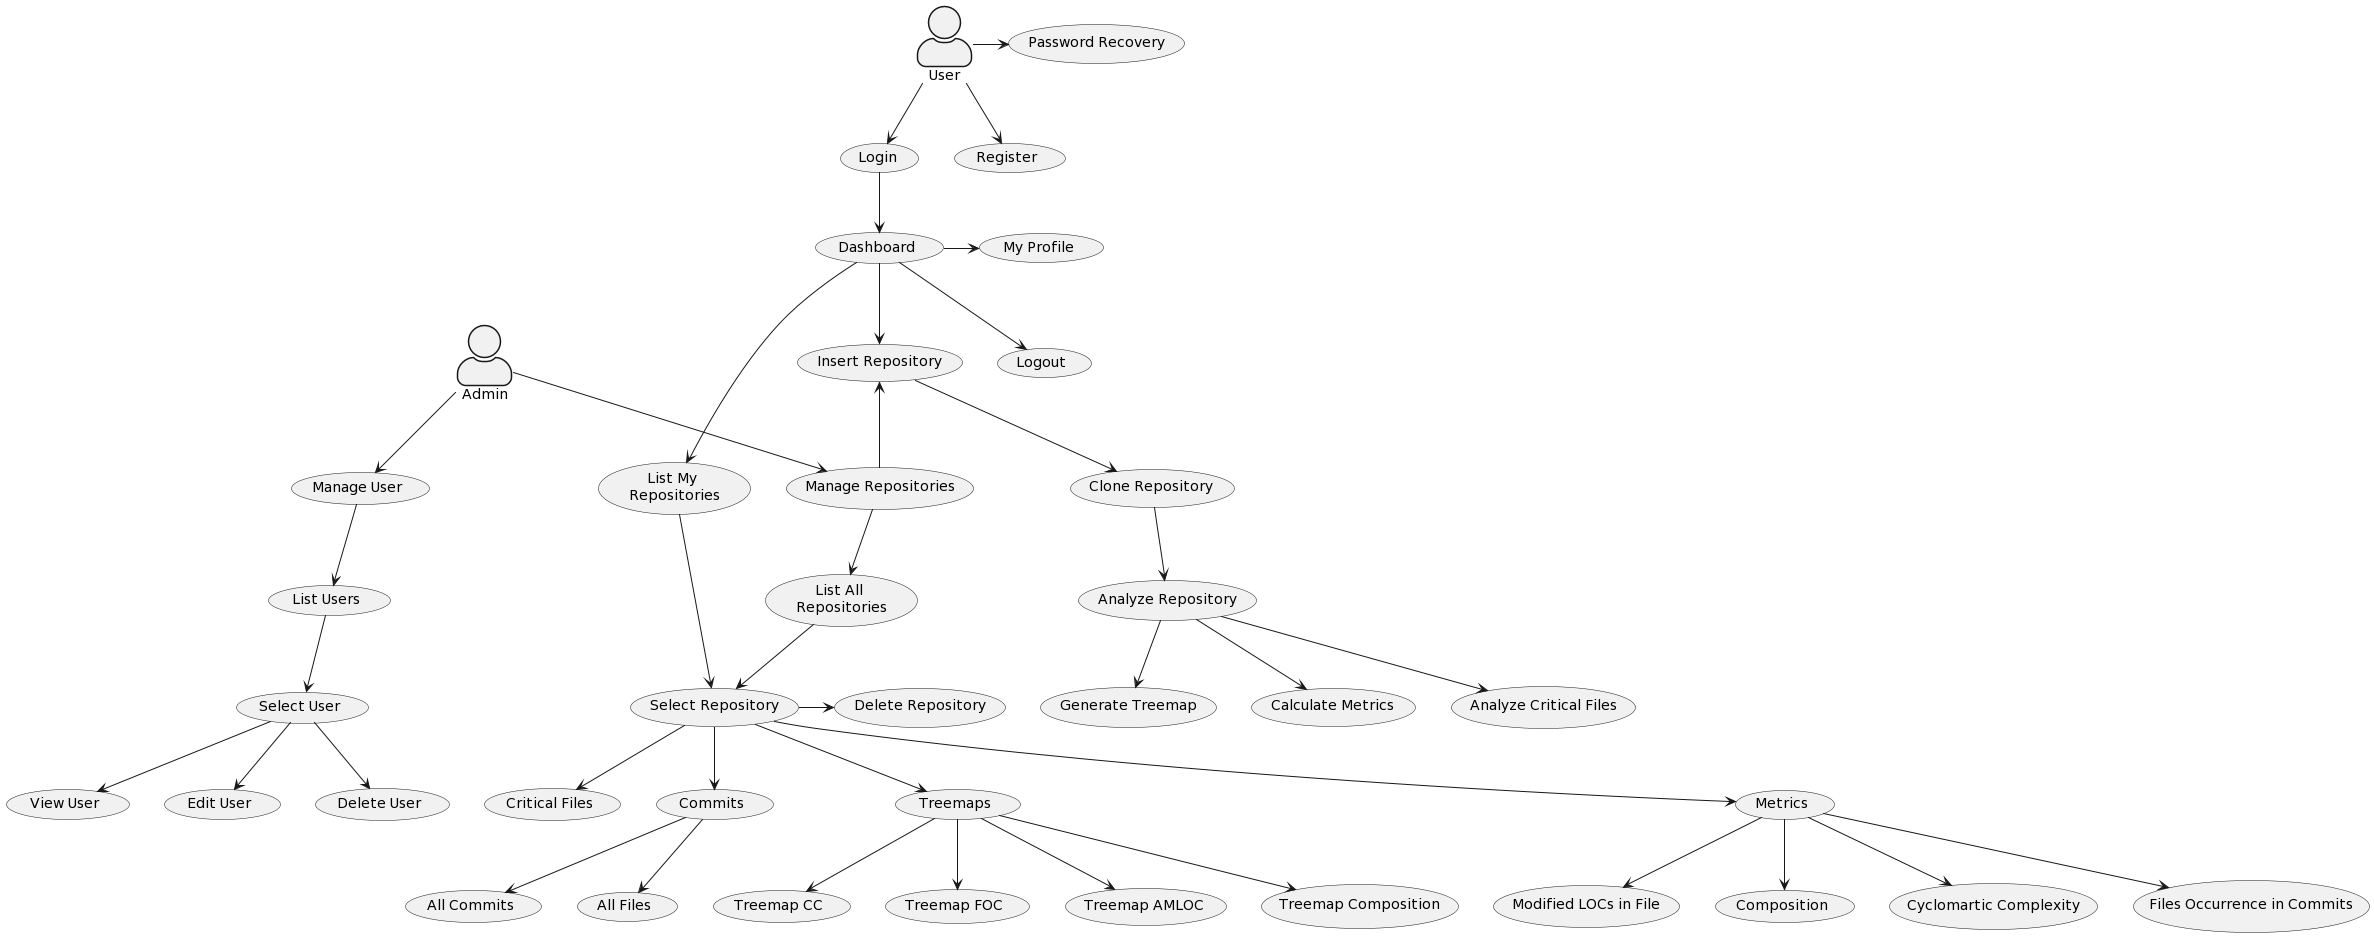 Password Recovery
User
Login
Register
Dashboard
My Profile
Insert Repository
Logout
Admin
Manage User
List My
Repositories
Manage Repositories
Clone Repository
List Users
List All
Repositories
Analyze Repository
Select User
Select Repository
Delete Repository
Generate Treemap
Calculate Metrics
Analyze Critical Files
View User
Edit User
Delete User
Critical Files
Commits
Treemaps
Metrics
All Commits
All Files
Treemap CC
Treemap FOC
Treemap AMLOC
Treemap Composition
Modified LOCs in File
Composition
Cyclomartic Complexity
Files Occurrence in Commits